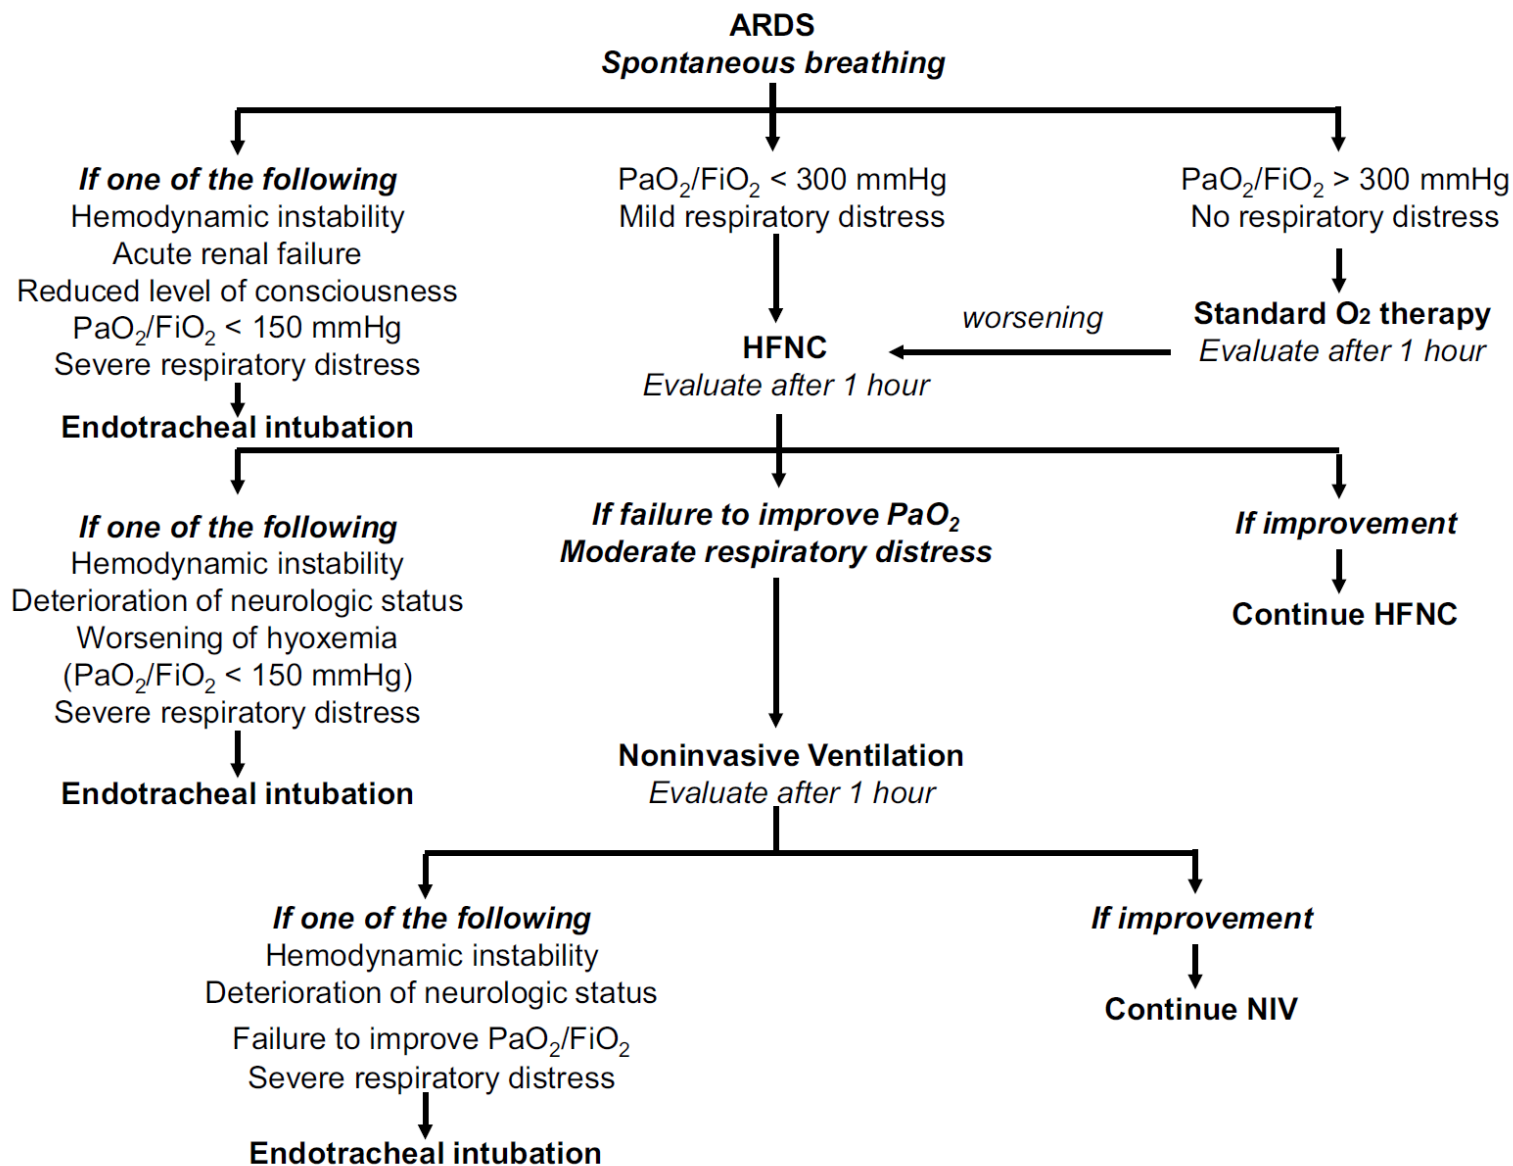 ARDS
Spontaneous breathing
If one of the following
Hemodynamic instability
Acute renal failure
Reduced level of consciousness
PaO2/FiO2 < 150 mmHg
Severe respiratory distress
Endotracheal intubation
PaO2/FiO2 < 300 mmHg
Mild respiratory distress
HFNC
Evaluate after 1 hour
PaO2/FiO2 > 300 mmHg
No respiratory distress
Standard O2 therapy
Evaluate after 1 hour
worsening
If one of the following
Hemodynamic instability
Deterioration of neurologic status
Worsening of hyoxemia
(PaO2/FiO2 < 150 mmHg)
Severe respiratory distress
Endotracheal intubation
If failure to improve PaO2
Moderate respiratory distress
Noninvasive Ventilation
Evaluate after 1 hour
If improvement
Continue HFNC
If one of the following
Hemodynamic instability
Deterioration of neurologic status
Failure to improve PaO2/FiO2
Severe respiratory distress
Endotracheal intubation
If improvement
Continue NIV